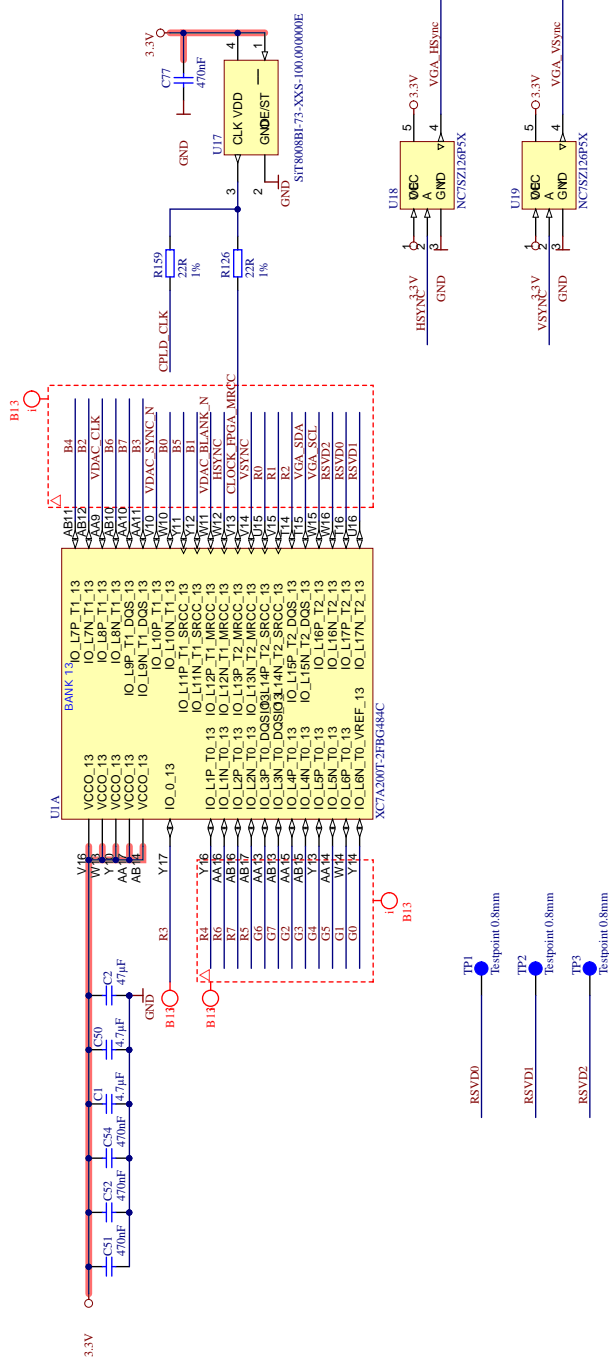 3.3V
C51
470nF
C52
470nF
C54
470nF
C1
4.7µF
C50
4.7µF
C2
47µF
GND
U1A
BANK 13
V16 VCCO_13
W13 VCCO_13
Y10 VCCO_13
AA17 VCCO_13
AB14 VCCO_13
B13
R3 Y17 IO_0_13
B13
R4 Y16 IO_L1P_T0_13
R6 AA16 IO_L1N_T0_13
R7 AB16 IO_L2P_T0_13
R5 AB17 IO_L2N_T0_13
G6 AA13 IO_L3P_T0_DQS_13
G7 AB13 IO_L3N_T0_DQS_13
G2 AA15 IO_L4P_T0_13
G3 AB15 IO_L4N_T0_13
G4 Y13 IO_L5P_T0_13
G5 AA14 IO_L5N_T0_13
G1 W14 IO_L6P_T0_13
G0 Y14 IO_L6N_T0_VREF_13
i
B13
IO_L7P_T1_13 AB11 B4
IO_L7N_T1_13 AB12 B2
IO_L8P_T1_13 AA9 VDAC_CLK
IO_L8N_T1_13 AB10 B6
IO_L9P_T1_DQS_13 AA10 B7
IO_L9N_T1_DQS_13 AA11 B3
IO_L10P_T1_13 V10 VDAC_SYNC_N
IO_L10N_T1_13 W10 B0
IO_L11P_T1_SRCC_13 Y11 B5
IO_L11N_T1_SRCC_13 Y12 B1
IO_L12P_T1_MRCC_13 W11 VDAC_BLANK_N
IO_L12N_T1_MRCC_13 W12 HSYNC
IO_L13P_T2_MRCC_13 V13 CLOCK_FPGA_MRCC
IO_L13N_T2_MRCC_13 V14 VSYNC
IO_L14P_T2_SRCC_13 U15 R0
IO_L14N_T2_SRCC_13 V15 R1
IO_L15P_T2_DQS_13 T14 R2
IO_L15N_T2_DQS_13 T15 VGA_SDA
IO_L16P_T2_13 W15 VGA_SCL
IO_L16N_T2_13 W16 RSVD2
IO_L17P_T2_13 T16 RSVD0
IO_L17N_T2_13 U16 RSVD1
XC7A200T-2FBG484C
B13
i
CPLD_CLK
R159
22R
1%
R126
22R
1%
3.3V
C77
470nF
GND
U17
3 CLK VDD 4
2 GND OE/ST 1
GND
SiT8008BI-73-XXS-100.000000E
U18
1 OE VCC 5 3.3V
3.3V
HSYNC 2 A
3 GND Y 4 VGA_HSync
GND
NC7SZ126P5X
U19
1 OE VCC 5 3.3V
3.3V
VSYNC 2 A
3 GND Y 4 VGA_VSync
GND
NC7SZ126P5X
RSVD0 TP1
Testpoint 0.8mm
RSVD1 TP2
Testpoint 0.8mm
RSVD2 TP3
Testpoint 0.8mm